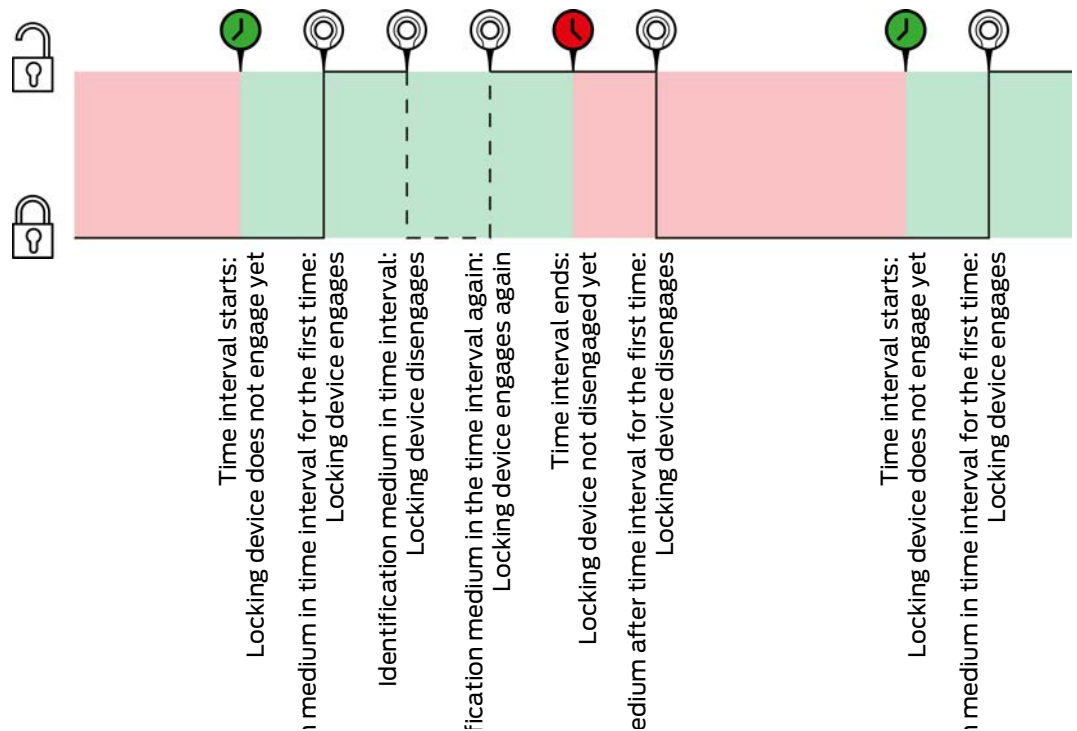 Time interval starts:
Locking device does not engage yet
medium in time interval for the first time:
Locking device engages
Identification medium in time interval:
Locking device disengages
medium in the time interval again:
Locking device engages again
Time interval ends:
Locking device not disengaged yet
after time interval for the first time:
Locking device disengages
Time interval starts:
Locking device does not engage yet
medium in time interval for the first time:
Locking device engages